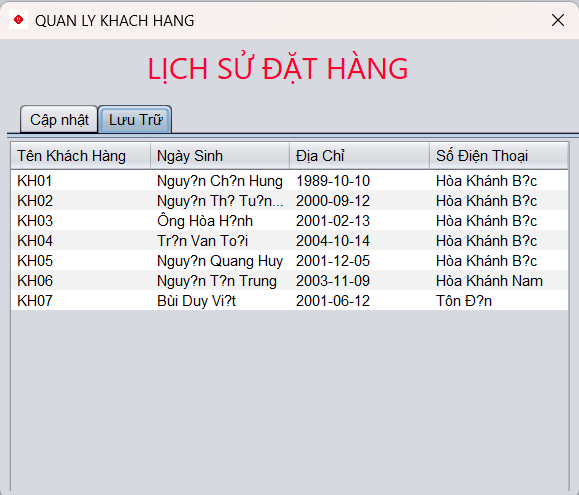 QUAN LY KHACH HANG
LỊCH SỬ ĐẶT HÀNG
Cập nhật Lưu Trữ
Tên Khách Hàng Ngày Sinh Địa Chỉ Số Điện Thoại
KH01 Nguy?n Ch?n Hung 1989-10-10 Hòa Khánh B?c
KH02 Nguy?n Th? Tu?n... 2000-09-12 Hòa Khánh B?c
KH03 Ông Hòa H?nh 2001-02-13 Hòa Khánh B?c
KH04 Tr?n Van To?i 2004-10-14 Hòa Khánh B?c
KH05 Nguy?n Quang Huy 2001-12-05 Hòa Khánh B?c
KH06 Nguy?n T?n Trung 2003-11-09 Hòa Khánh Nam
KH07 Bùi Duy Vi?t 2001-06-12 Tôn Đ?n